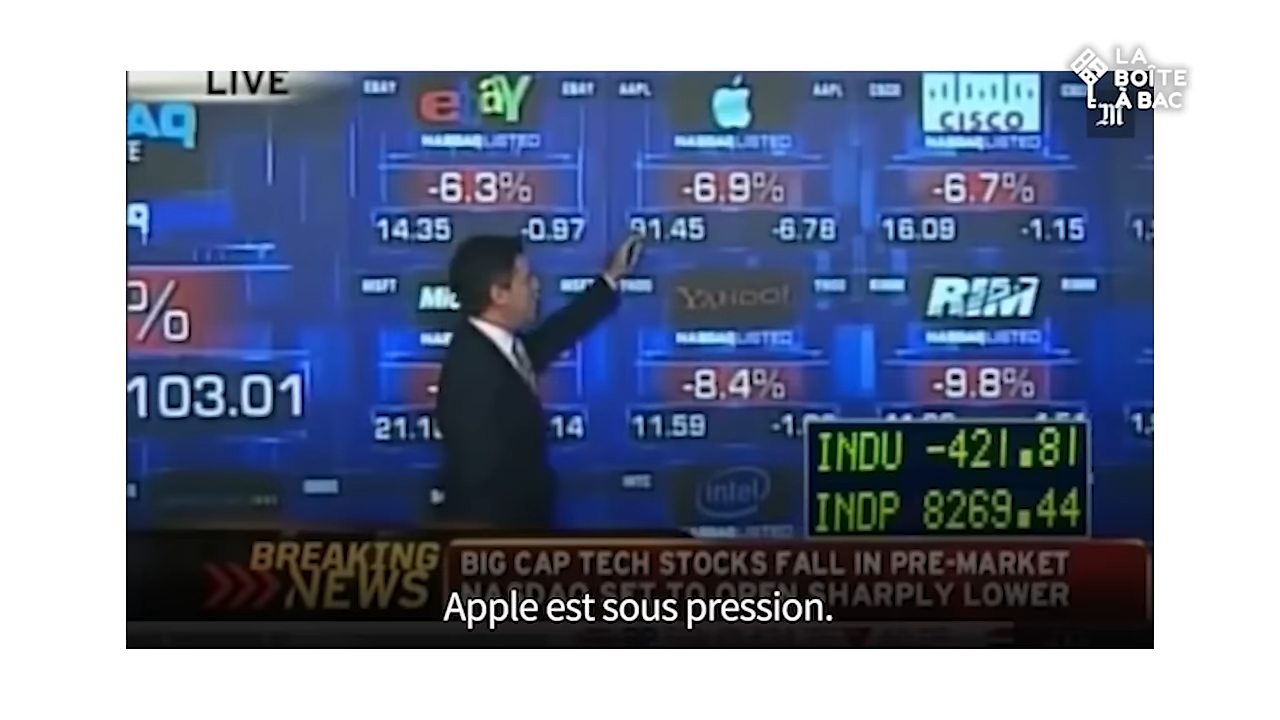 LIVE
LA
BOÎTE
À BAC
EBAY
ebay
EBAY
AAPL
AAPL
CSCO
CISCO
NASDAQ LISTED
NASDAQ LISTED
NASDAQ LISTED
-6.3%
-6.9%
-6.7%
14.35
-0.97
91.45
-6.78
16.09
-1.15
MSFT
MSFT
YHOO
YAHOO!
YHOO
RIMM
RIM
RIMM
NASDAQ LISTED
NASDAQ LISTED
%
-8.4%
-9.8%
103.01
11.59
INTC
intel
INDU -421.81
INDP 8269.44
BREAKING
NEWS
BIG CAP TECH STOCKS FALL IN PRE-MARKET
NASDAQ SET TO OPEN SHARPLY LOWER
Apple est sous pression.